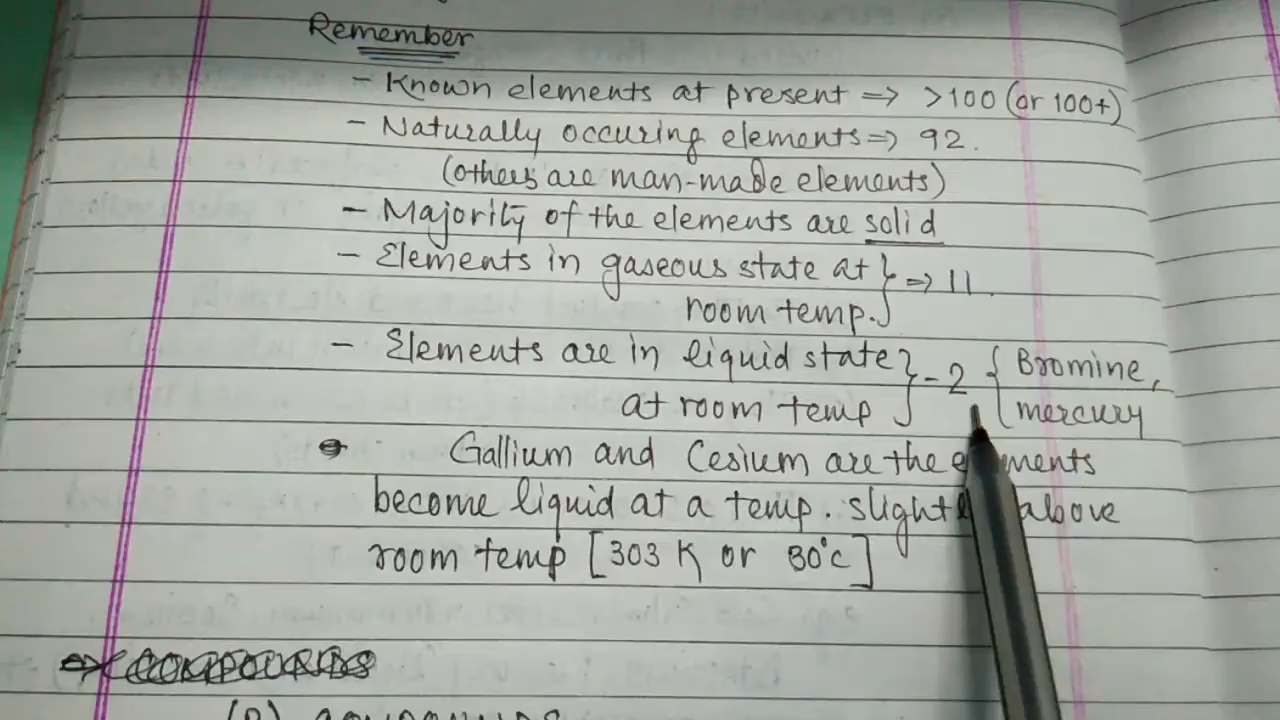 Remember
- Known elements at present => >100 (or 100+)
- Naturally occuring elements => 92.
(others are man-made elements)
- Majority of the elements are solid
- Elements in gaseous state at } => 11.
room temp.
- Elements are in liquid state } - 2 { Bromine,
at room temp mercury
Gallium and Cesium are the elements
become liquid at a temp. slightly above
room temp [303 K or 30°c]
=>